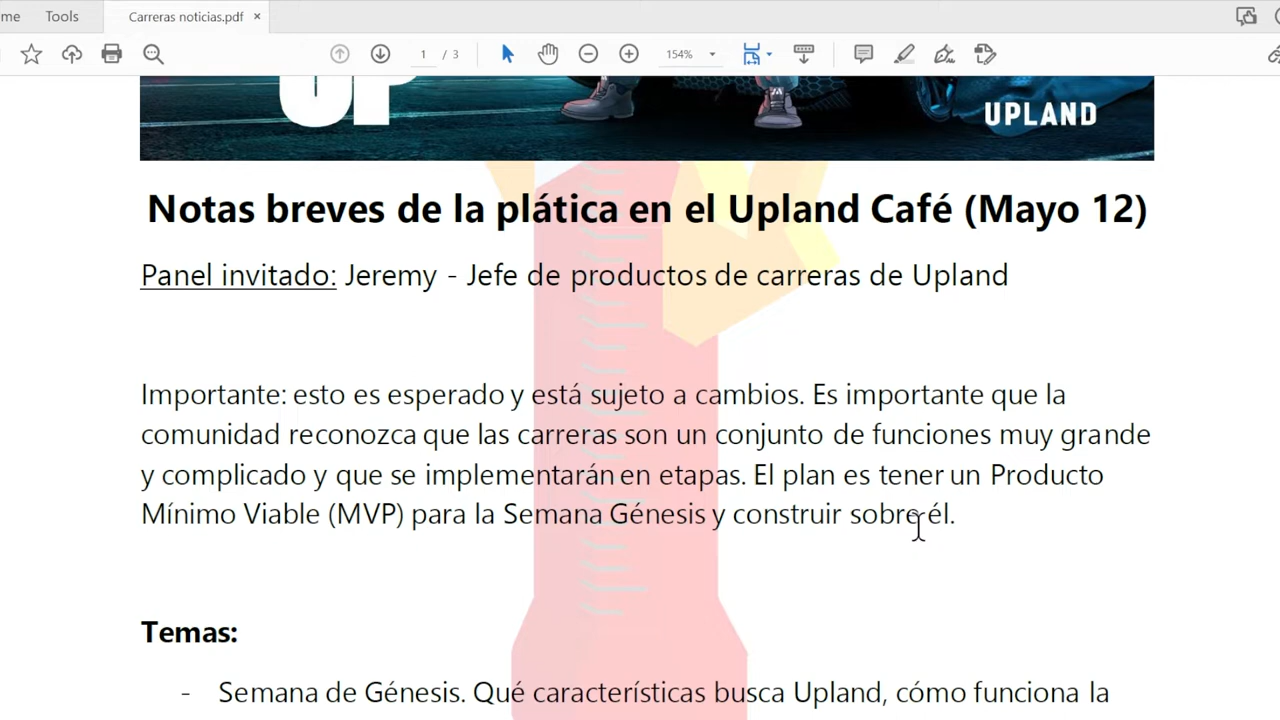 me
Tools
Carreras noticias.pdf
1 / 3
154%
UP
UPLAND
Notas breves de la plática en el Upland Café (Mayo 12)
Panel invitado: Jeremy - Jefe de productos de carreras de Upland
Importante: esto es esperado y está sujeto a cambios. Es importante que la
comunidad reconozca que las carreras son un conjunto de funciones muy grande
y complicado y que se implementarán en etapas. El plan es tener un Producto
Mínimo Viable (MVP) para la Semana Génesis y construir sobre él.
Temas:
- Semana de Génesis. Qué características busca Upland, cómo funciona la